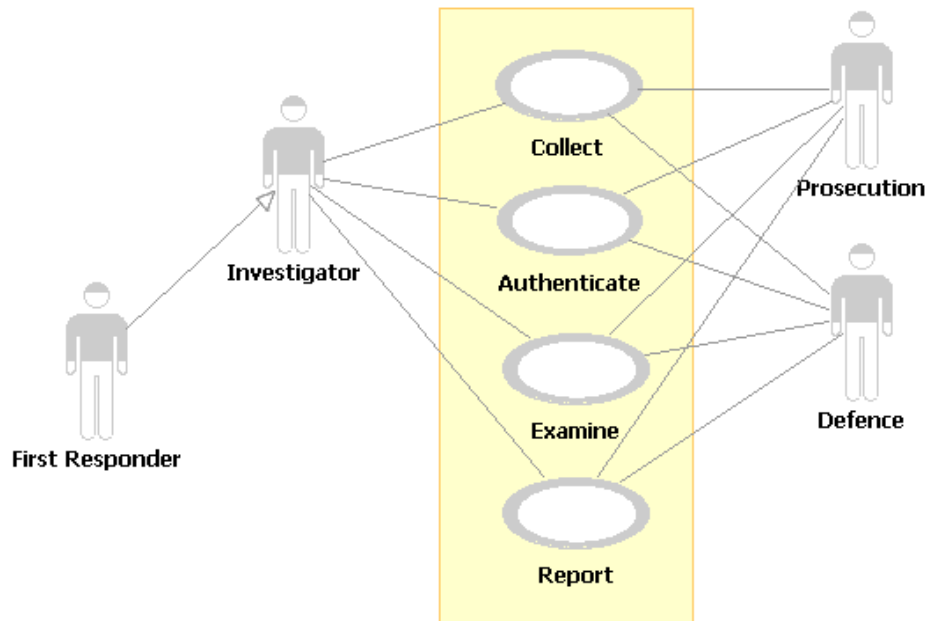 Collect
Prosecution
Investigator
Authenticate
Defence
Examine
First Responder
Report